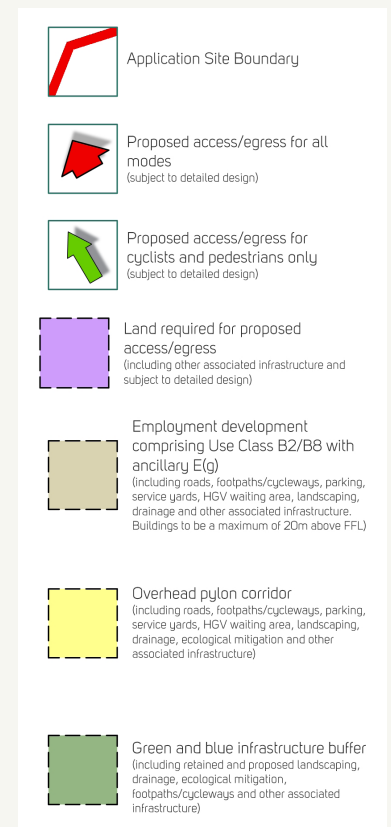 Application Site Boundary
Proposed access/egress for all
modes
(subject to detailed design)
Proposed access/egress for
cyclists and pedestrians only
(subject to detailed design)
Land required for proposed
access/egress
(including other associated infrastructure and
subject to detailed design)
Employment development
comprising Use Class B2/B8 with
ancillary E(g)
(including roads, footpaths/cycleways, parking,
service yards, HGV waiting area, landscaping,
drainage and other associated infrastructure.
Buildings to be a maximum of 20m above FFL)
Overhead pylon corridor
(including roads, footpaths/cycleways, parking,
service yards, HGV waiting area, landscaping,
drainage, ecological mitigation and other
associated infrastructure)
Green and blue infrastructure buffer
(including retained and proposed landscaping,
drainage, ecological mitigation,
footpaths/cycleways and other associated
infrastructure)